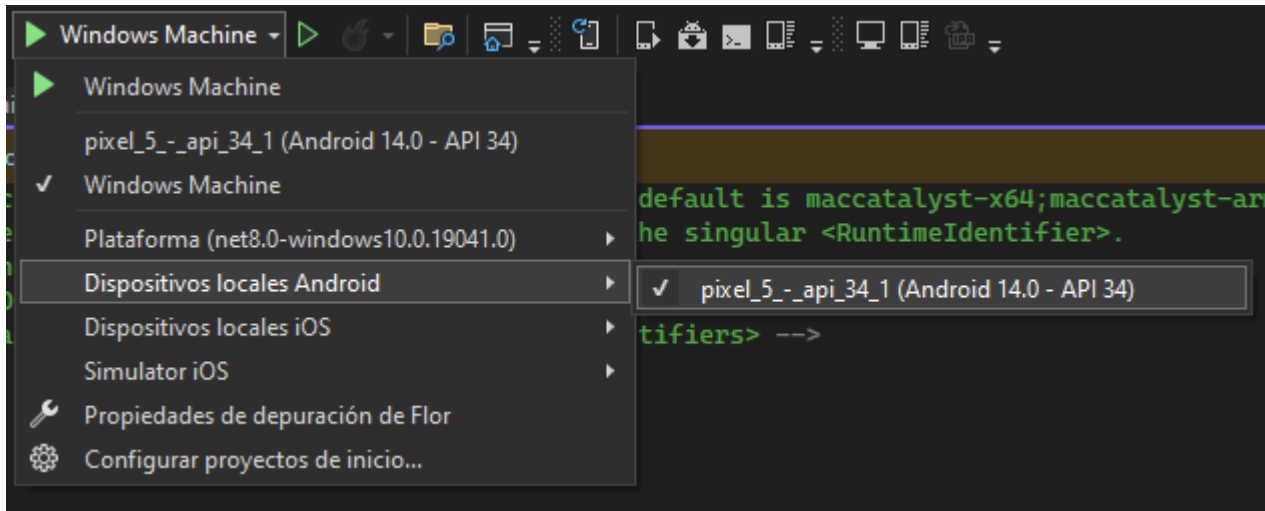 Windows Machine
Windows Machine
pixel_5_-_api_34_1 (Android 14.0 - API 34)
Windows Machine
default is maccatalyst-x64;maccatalyst-ar
Plataforma (net8.0-windows10.0.19041.0)
he singular <RuntimeIdentifier>.
Dispositivos locales Android
pixel_5_-_api_34_1 (Android 14.0 - API 34)
Dispositivos locales iOS
tifiers> -->
Simulator iOS
Propiedades de depuración de Flor
Configurar proyectos de inicio...